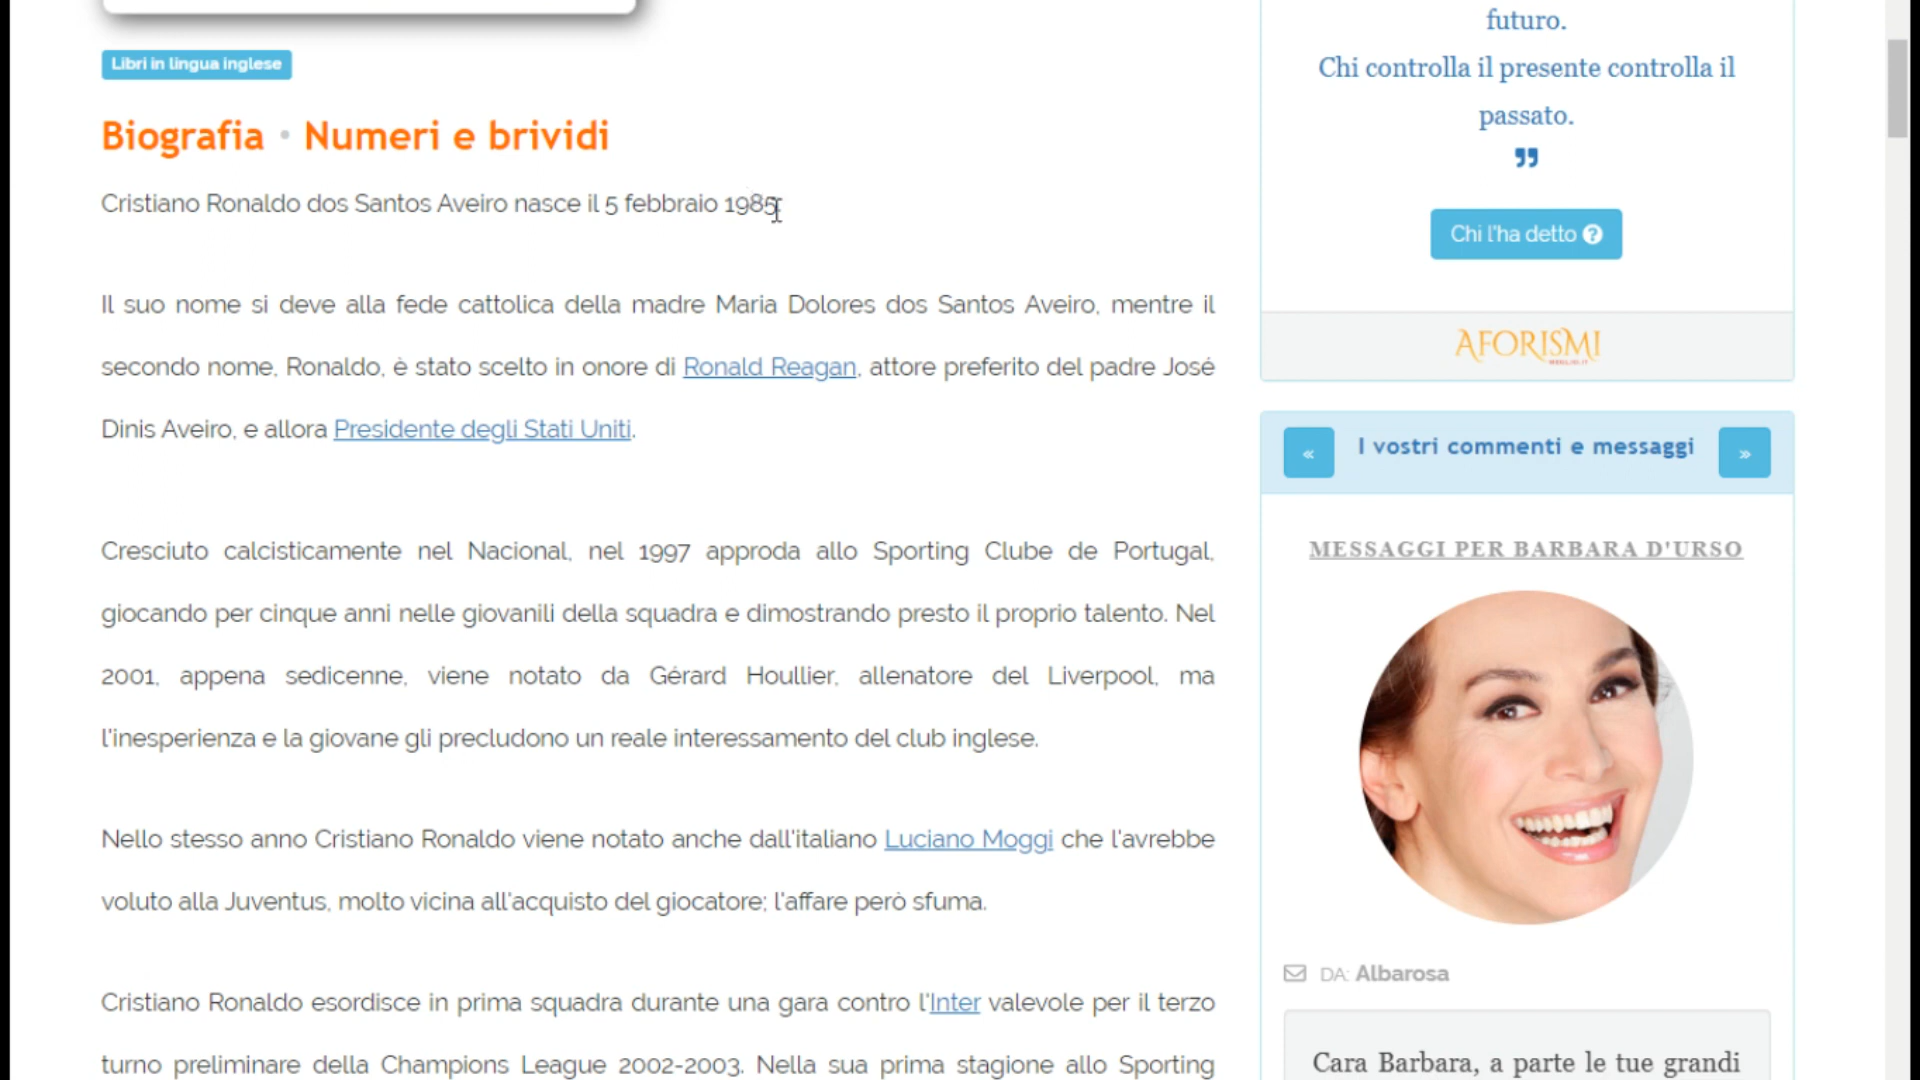 Libri in lingua inglese
Biografia • Numeri e brividi
Cristiano Ronaldo dos Santos Aveiro nasce il 5 febbraio 1985.
Il suo nome si deve alla fede cattolica della madre Maria Dolores dos Santos Aveiro, mentre il
secondo nome, Ronaldo, è stato scelto in onore di Ronald Reagan, attore preferito del padre José
Dinis Aveiro, e allora Presidente degli Stati Uniti.
Cresciuto calcisticamente nel Nacional, nel 1997 approda allo Sporting Clube de Portugal,
giocando per cinque anni nelle giovanili della squadra e dimostrando presto il proprio talento. Nel
2001, appena sedicenne, viene notato da Gérard Houllier, allenatore del Liverpool, ma
l'inesperienza e la giovane gli precludono un reale interessamento del club inglese.
Nello stesso anno Cristiano Ronaldo viene notato anche dall'italiano Luciano Moggi che l'avrebbe
voluto alla Juventus, molto vicina all'acquisto del giocatore; l'affare però sfuma.
Cristiano Ronaldo esordisce in prima squadra durante una gara contro l'Inter valevole per il terzo
turno preliminare della Champions League 2002-2003. Nella sua prima stagione allo Sporting
futuro.
Chi controlla il presente controlla il
passato.
”
Chi l'ha detto ?
AFORISMI
« I vostri commenti e messaggi »
MESSAGGI PER BARBARA D'URSO
DA: Albarosa
Cara Barbara, a parte le tue grandi